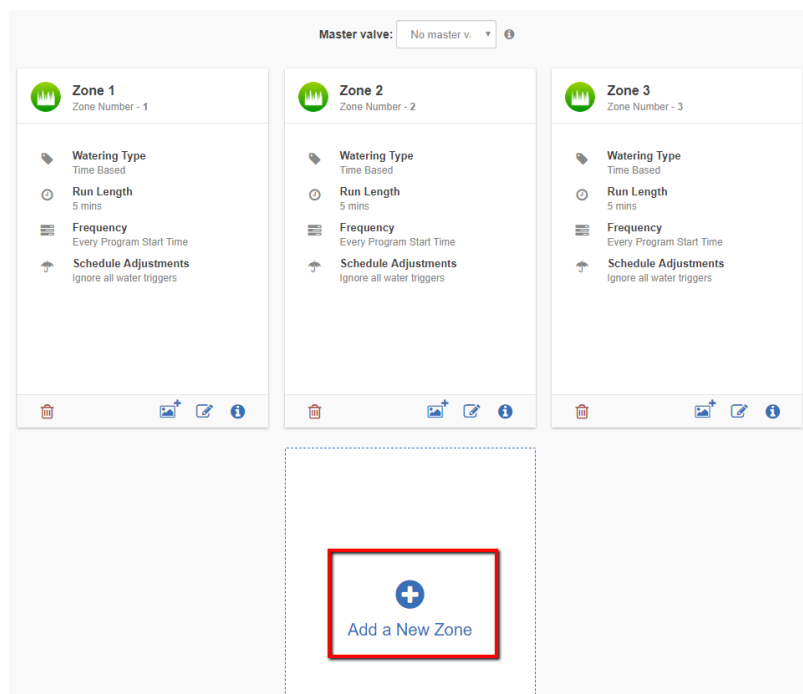 Master valve: No master v
Zone 1
Zone Number - 1
Watering Type
Time Based
Run Length
5 mins
Frequency
Every Program Start Time
Schedule Adjustments
Ignore all water triggers
Zone 2
Zone Number - 2
Watering Type
Time Based
Run Length
5 mins
Frequency
Every Program Start Time
Schedule Adjustments
Ignore all water triggers
Zone 3
Zone Number - 3
Watering Type
Time Based
Run Length
5 mins
Frequency
Every Program Start Time
Schedule Adjustments
Ignore all water triggers
Add a New Zone